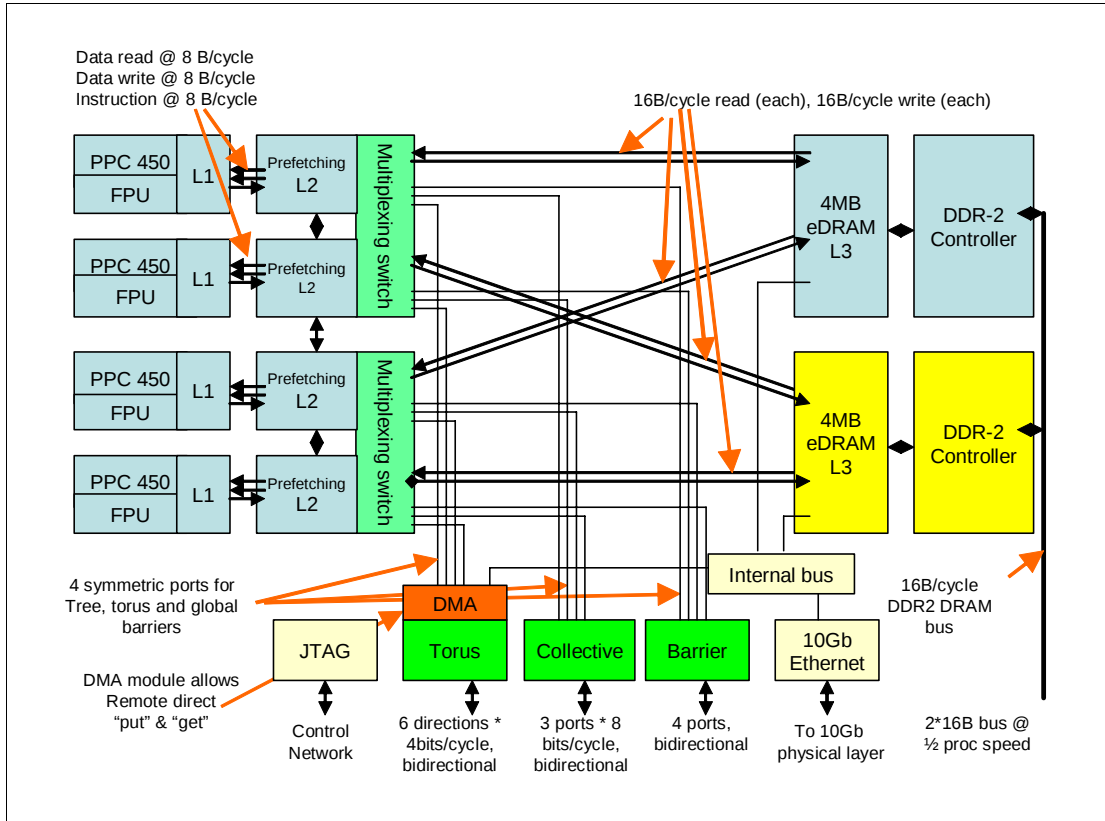 Data read @ 8 B/cycle
Data write @ 8 B/cycle
Instruction @ 8 B/cycle
16B/cycle read (each), 16B/cycle write (each)
PPC 450
FPU
L1
Prefetching
L2
Multiplexing switch
4MB
eDRAM
L3
DDR-2
Controller
PPC 450
FPU
L1
Prefetching
L2
PPC 450
FPU
L1
Prefetching
L2
Multiplexing switch
4MB
eDRAM
L3
DDR-2
Controller
PPC 450
FPU
L1
Prefetching
L2
4 symmetric ports for
Tree, torus and global
barriers
DMA
Internal bus
16B/cycle
DDR2 DRAM
bus
JTAG
Torus
Collective
Barrier
10Gb
Ethernet
DMA module allows
Remote direct
“put” & “get”
Control
Network
6 directions *
4bits/cycle,
bidirectional
3 ports * 8
bits/cycle,
bidirectional
4 ports,
bidirectional
To 10Gb
physical layer
2*16B bus @
½ proc speed